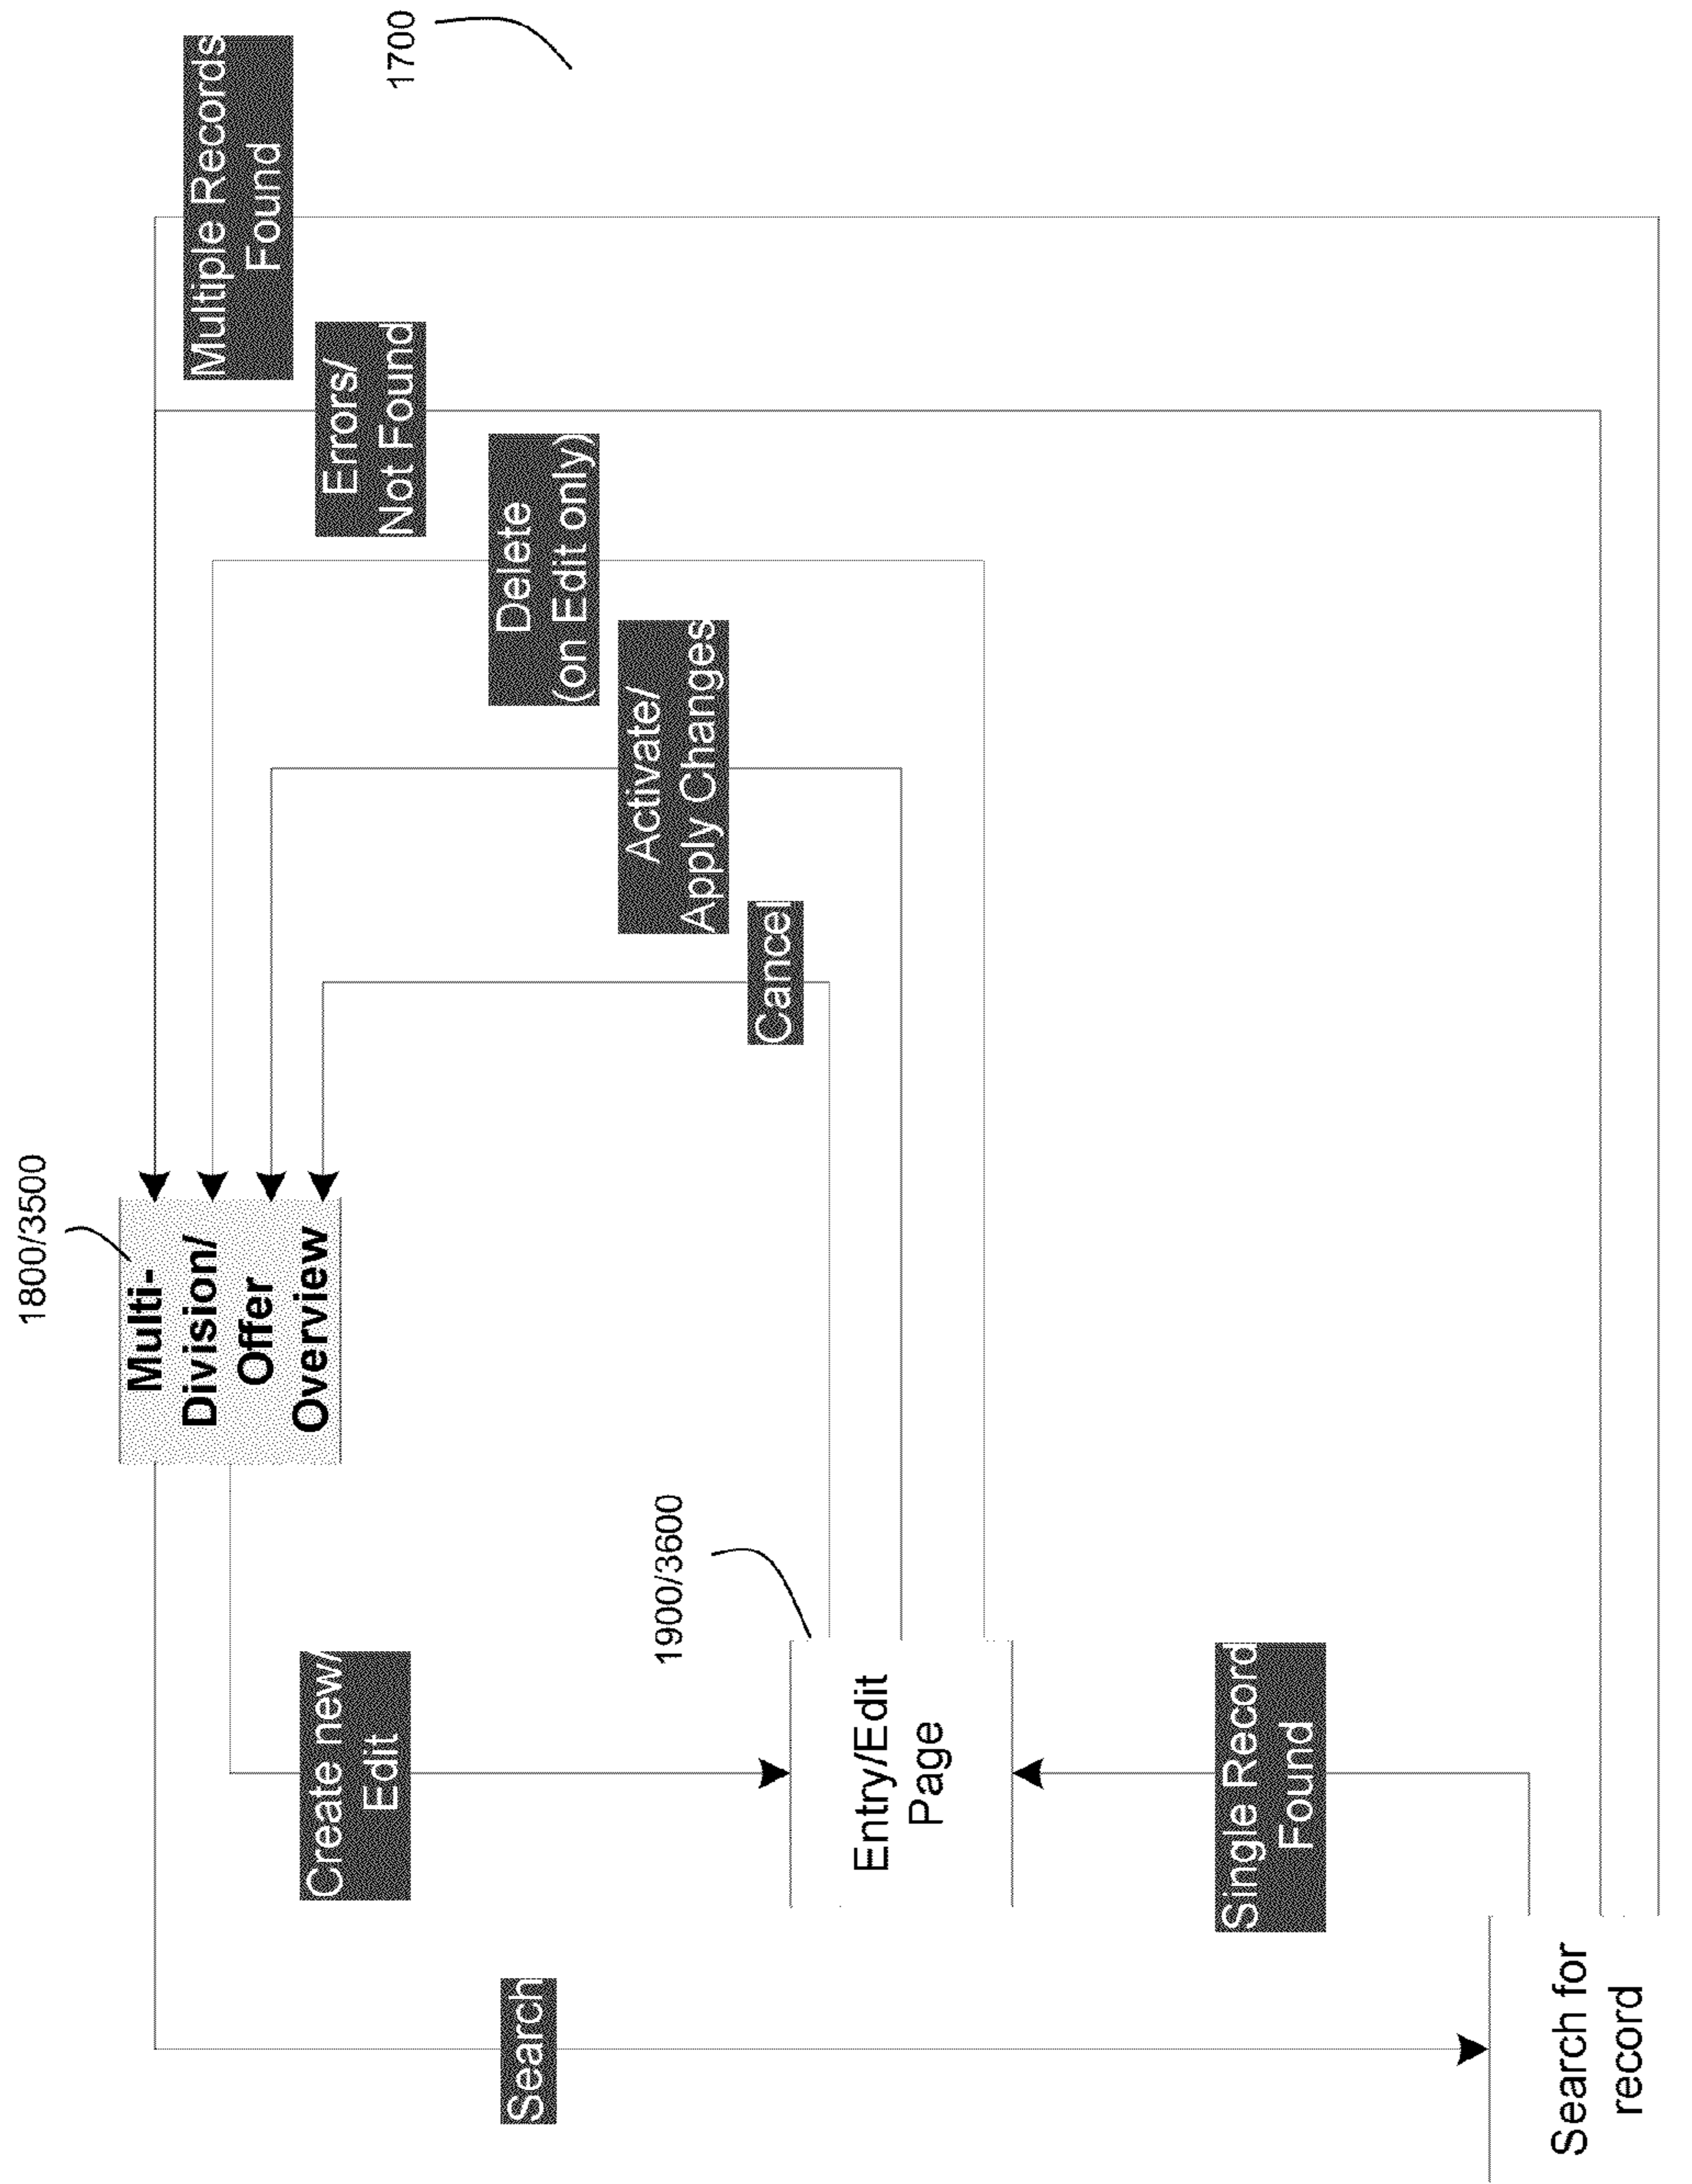 1700
1800/3500
Multi-
Division/
Offer
Overview
Multiple Records
Found
Errors/
Not Found
Delete
(on Edit only)
Activate/
Apply Changes
Cancel
Create new/
Edit
Search
1900/3600
Entry/Edit
Page
Single Record
Found
Search for
record